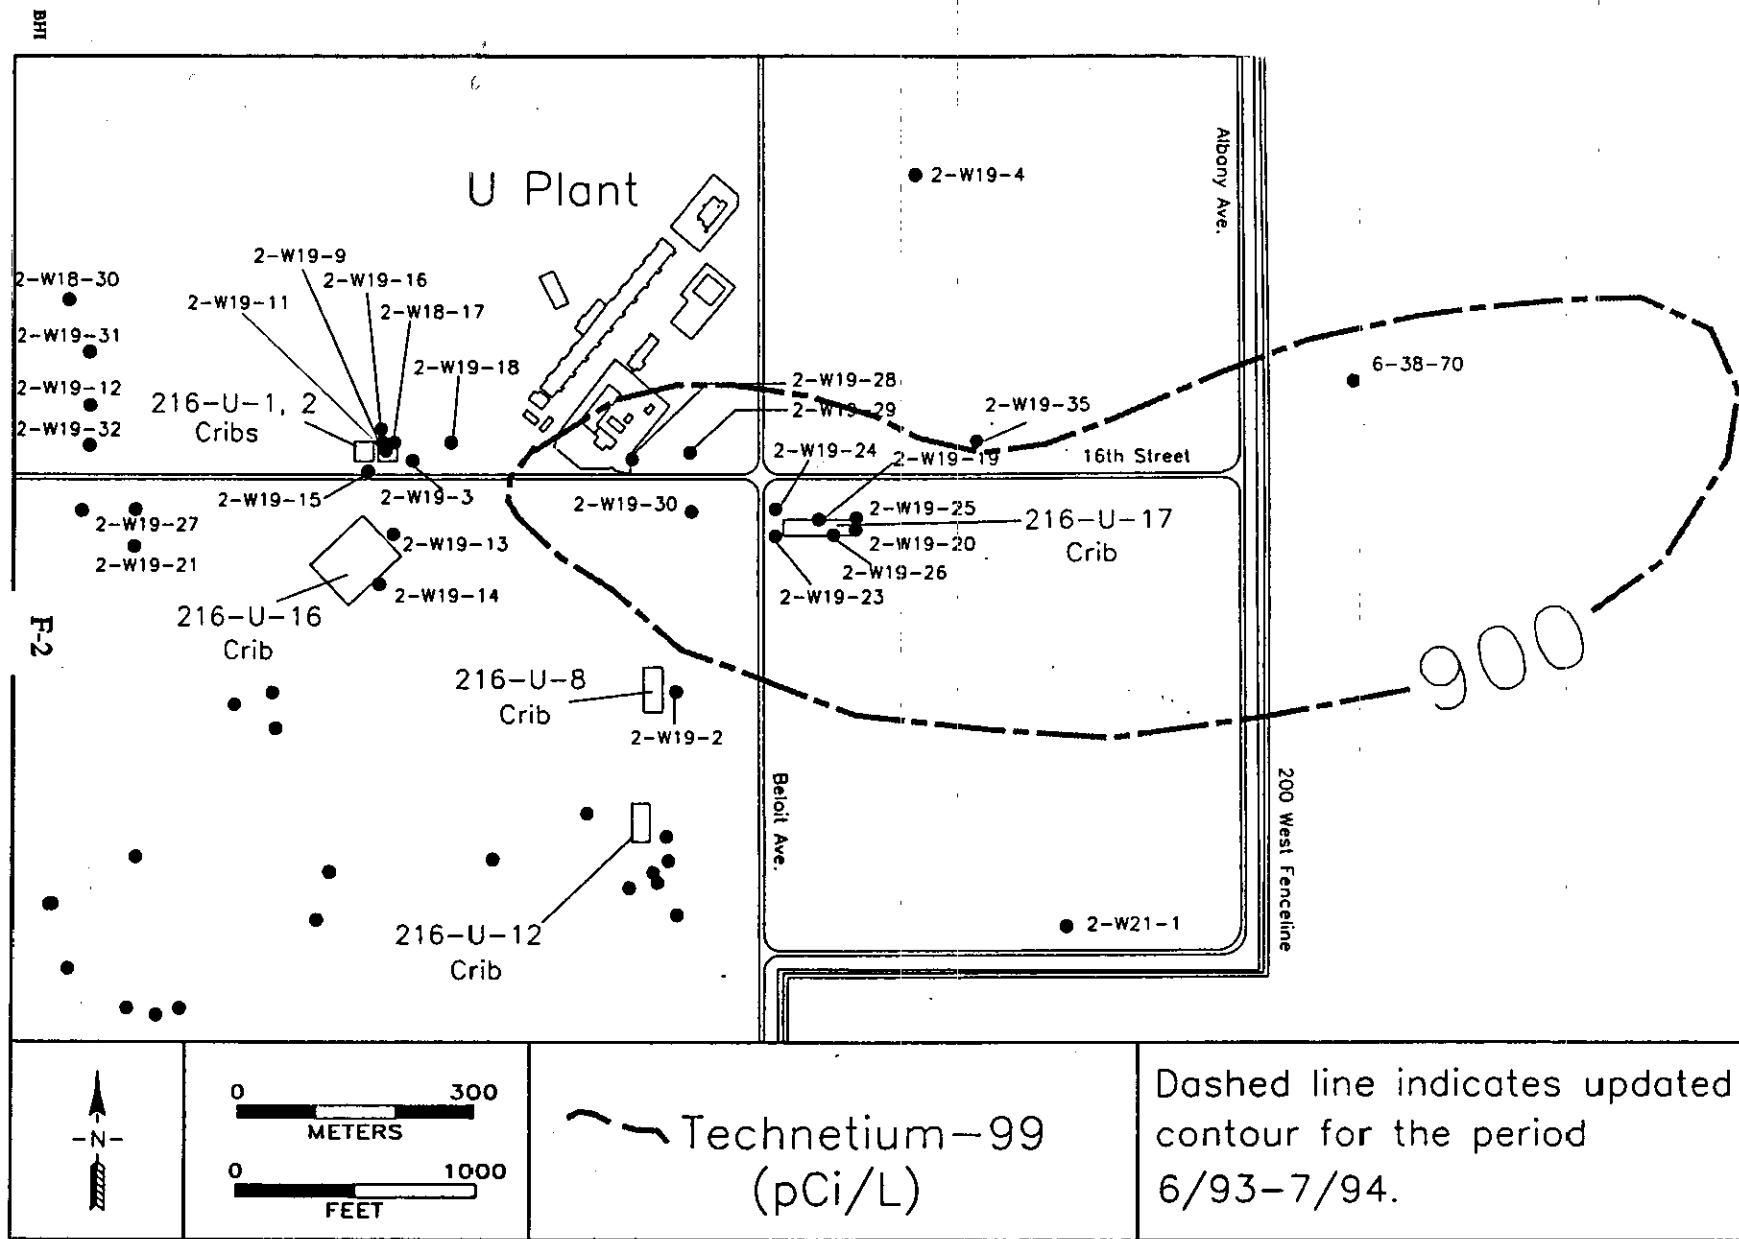 BHI
U Plant
2-W19-4
Albany Ave.
2-W19-9
2-W19-16
2-W18-30
2-W19-11
2-W18-17
2-W19-31
2-W19-18
2-W19-28
6-38-70
2-W19-12
216-U-1, 2
Cribs
2-W19-29
2-W19-35
2-W19-32
2-W19-24
2-W19-19
16th Street
2-W19-15
2-W19-3
2-W19-30
2-W19-25
216-U-17
Crib
2-W19-27
2-W19-13
2-W19-20
2-W19-21
2-W19-26
2-W19-14
2-W19-23
216-U-16
Crib
F-2
900
216-U-8
Crib
2-W19-2
Beloit Ave.
200 West Fenceline
216-U-12
Crib
2-W21-1
-N-
0 300
METERS
0 1000
FEET
Technetium-99
(pCi/L)
Dashed line indicates updated
contour for the period
6/93-7/94.